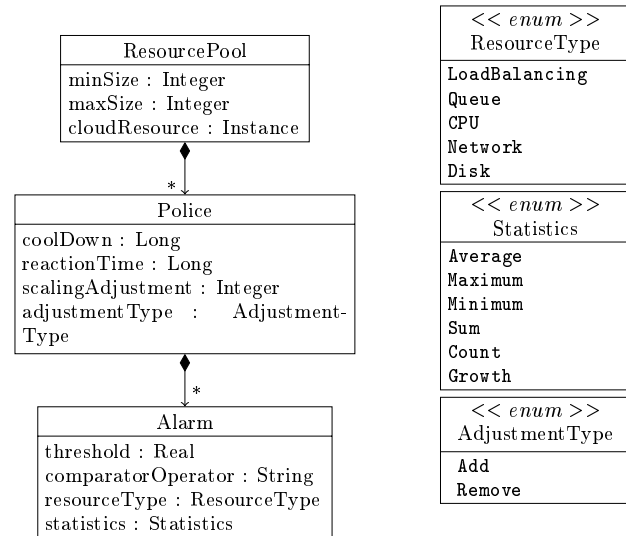 ResourcePool
minSize : Integer
maxSize : Integer
cloudResource : Instance
*
Police
coolDown : Long
reactionTime : Long
scalingAdjustment : Integer
adjustmentType : Adjustment-
Type
*
Alarm
threshold : Real
comparatorOperator : String
resourceType : ResourceType
statistics : Statistics
<< enum >>
ResourceType
LoadBalancing
Queue
CPU
Network
Disk
<< enum >>
Statistics
Average
Maximum
Minimum
Sum
Count
Growth
<< enum >>
AdjustmentType
Add
Remove